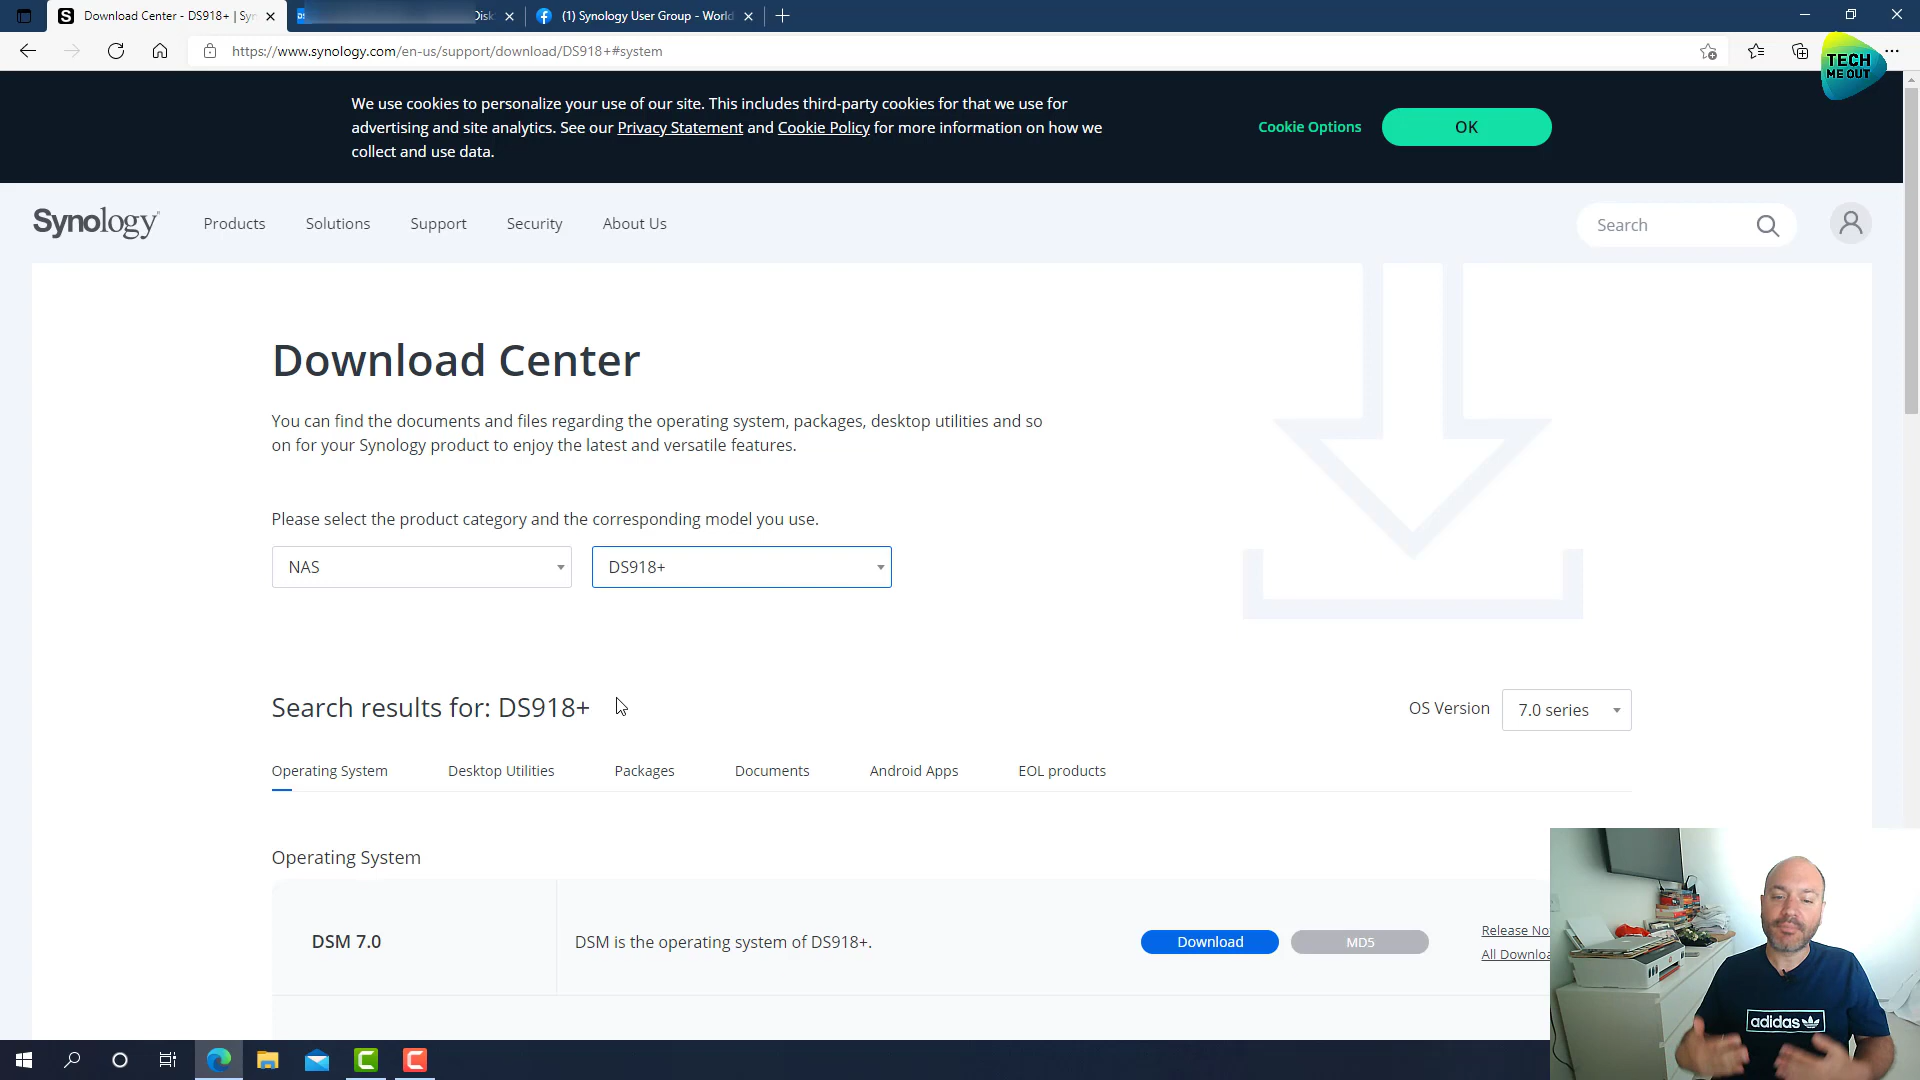 Download Center - DS918+ | Sy
Disk
(1) Synology User Group - World
https://www.synology.com/en-us/support/download/DS918+#system
TECH
ME OUT
We use cookies to personalize your use of our site. This includes third-party cookies for that we use for
advertising and site analytics. See our Privacy Statement and Cookie Policy for more information on how we
collect and use data.
Cookie Options
OK
Synology
Products
Solutions
Support
Security
About Us
Search
Download Center
You can find the documents and files regarding the operating system, packages, desktop utilities and so
on for your Synology product to enjoy the latest and versatile features.
Please select the product category and the corresponding model you use.
NAS
DS918+
Search results for: DS918+
OS Version
7.0 series
Operating System
Desktop Utilities
Packages
Documents
Android Apps
EOL products
Operating System
DSM 7.0
DSM is the operating system of DS918+.
Download
MD5
Release No
All Downloa
adidas